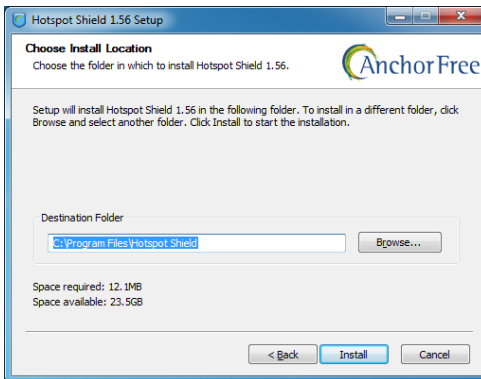 Hotspot Shield 1.56 Setup
Choose Install Location
Choose the folder in which to install Hotspot Shield 1.56.
AnchorFree
Setup will install Hotspot Shield 1.56 in the following folder. To install in a different folder, click
Browse and select another folder. Click Install to start the installation.
Destination Folder
C:\Program Files\Hotspot Shield
Browse...
Space required: 12.1MB
Space available: 23.5GB
< Back
Install
Cancel